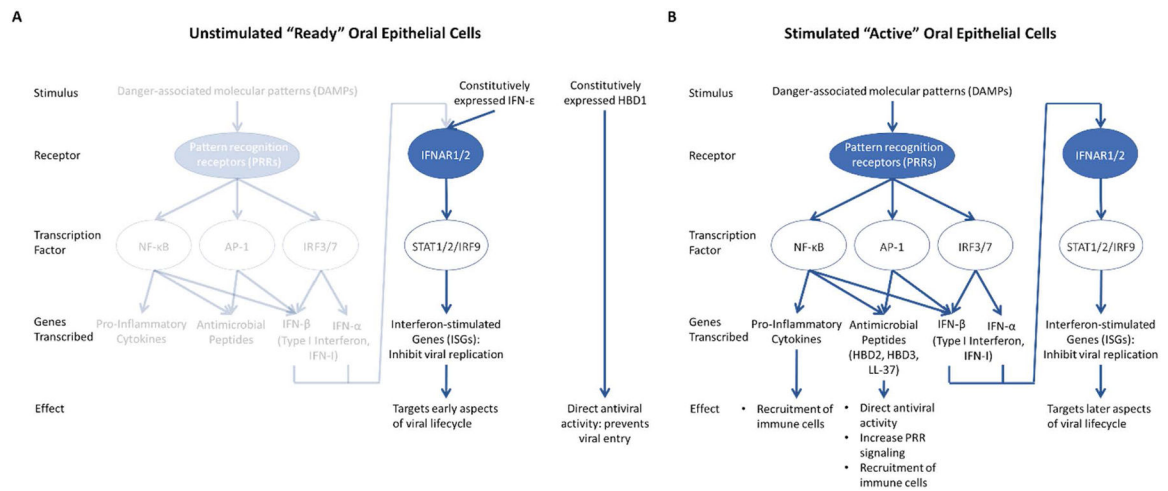 A
Unstimulated “Ready” Oral Epithelial Cells
Stimulus
Danger-associated molecular patterns (DAMPs)
Constitutively
expressed IFN-ε
Constitutively
expressed HBD1
Receptor
Pattern recognition
receptors (PRRs)
IFNAR1/2
Transcription
Factor
NF-κB
AP-1
IRF3/7
STAT1/2/IRF9
Genes
Transcribed
Pro-Inflammatory
Cytokines
Antimicrobial
Peptides
IFN-β
IFN-α
(Type I Interferon,
IFN-I)
Interferon-stimulated
Genes (ISGs):
Inhibit viral replication
Effect
Targets early aspects
of viral lifecycle
Direct antiviral
activity: prevents
viral entry
B
Stimulated “Active” Oral Epithelial Cells
Stimulus
Danger-associated molecular patterns (DAMPs)
Receptor
Pattern recognition
receptors (PRRs)
IFNAR1/2
Transcription
Factor
NF-κB
AP-1
IRF3/7
STAT1/2/IRF9
Genes
Transcribed
Pro-Inflammatory
Cytokines
Antimicrobial
Peptides
(HBD2, HBD3,
LL-37)
IFN-β
IFN-α
(Type I Interferon,
IFN-I)
Interferon-stimulated
Genes (ISGs):
Inhibit viral replication
Effect
• Recruitment of
immune cells
• Direct antiviral
activity
• Increase PRR
signaling
• Recruitment of
immune cells
Targets later aspects
of viral lifecycle